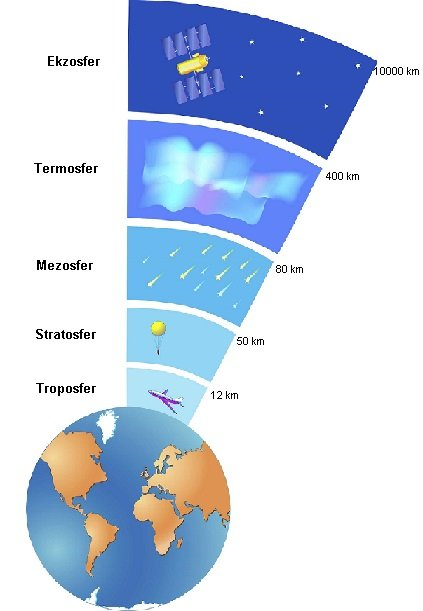 Ekzosfer
10000 km
Termosfer
400 km
Mezosfer
80 km
Stratosfer
50 km
Troposfer
12 km